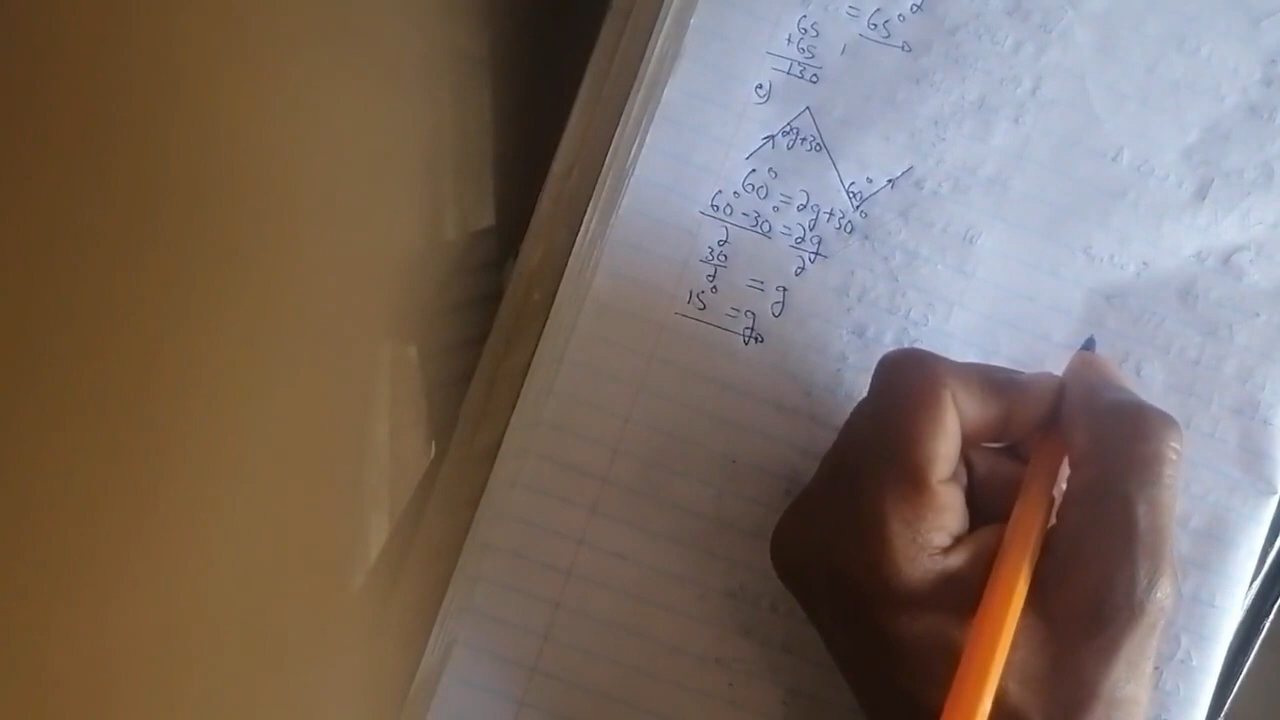 = 65°
65
+65
130
e)
2g+30
60°
60° = 2g+30°
60°-30° = 2g
2 2
30
2 = g
15° = g